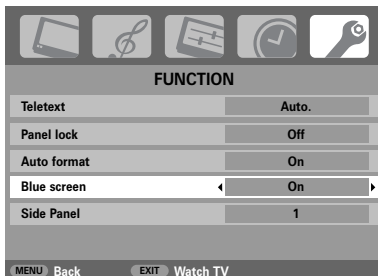 FUNCTION
Teletext Auto.
Panel lock Off
Auto format On
Blue screen On
Side Panel 1
MENU Back EXIT Watch TV